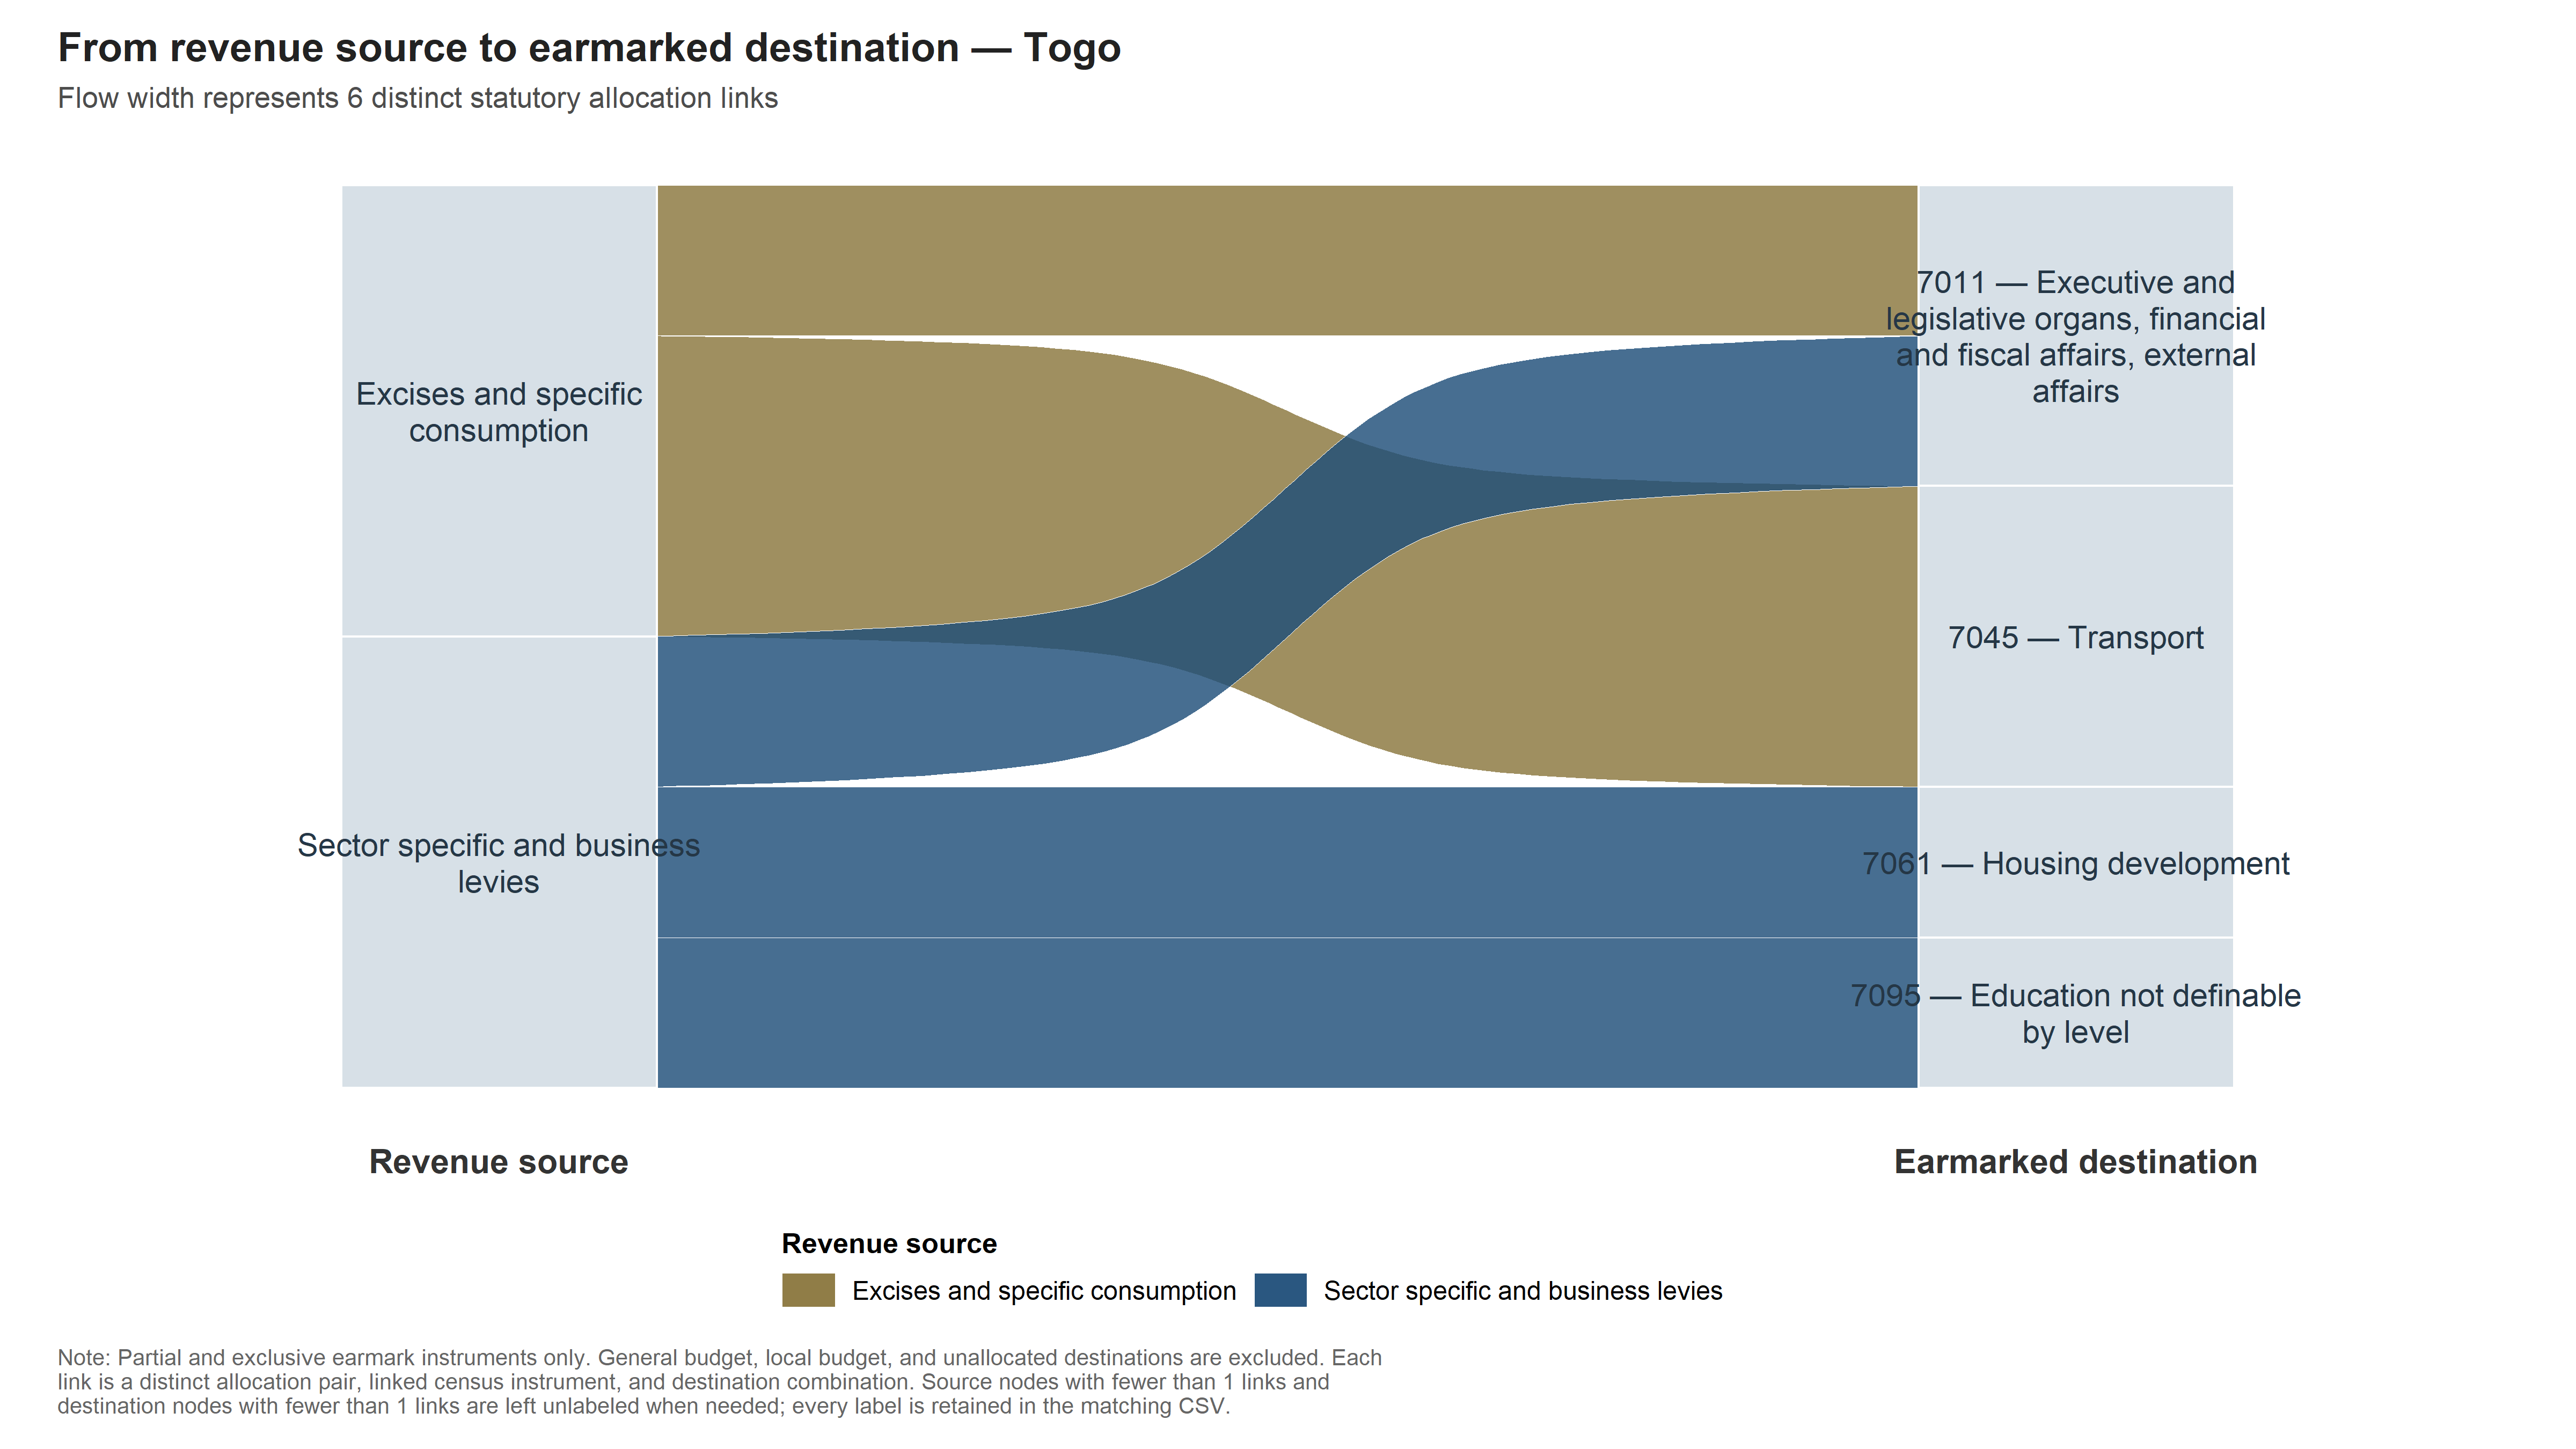 From revenue source to earmarked destination — Togo
Flow width represents 6 distinct statutory allocation links
Excises and specific
consumption
Sector specific and business
levies
7011 — Executive and
legislative organs, financial
and fiscal affairs, external
affairs
7045 — Transport
7061 — Housing development
7095 — Education not definable
by level
Revenue source
Earmarked destination
Revenue source
Excises and specific consumption
Sector specific and business levies
Note: Partial and exclusive earmark instruments only. General budget, local budget, and unallocated destinations are excluded. Each
link is a distinct allocation pair, linked census instrument, and destination combination. Source nodes with fewer than 1 links and
destination nodes with fewer than 1 links are left unlabeled when needed; every label is retained in the matching CSV.